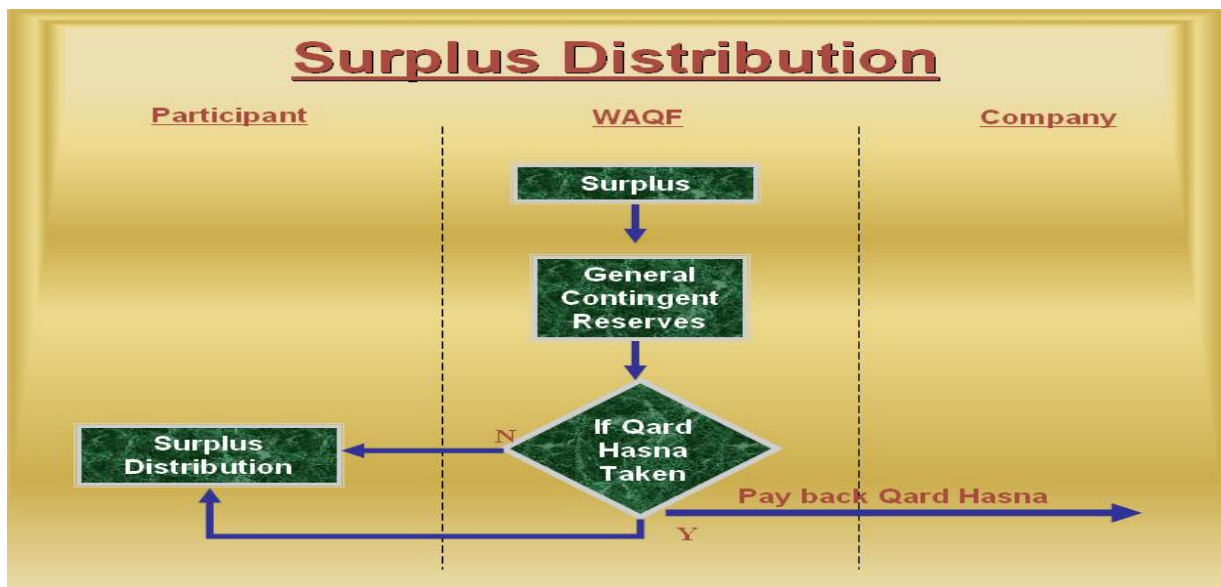 Surplus Distribution
Participant
WAQF
Company
Surplus
General
Contingent
Reserves
If Qard
Hasna
Taken
N
Surplus
Distribution
Pay back Qard Hasna
Y